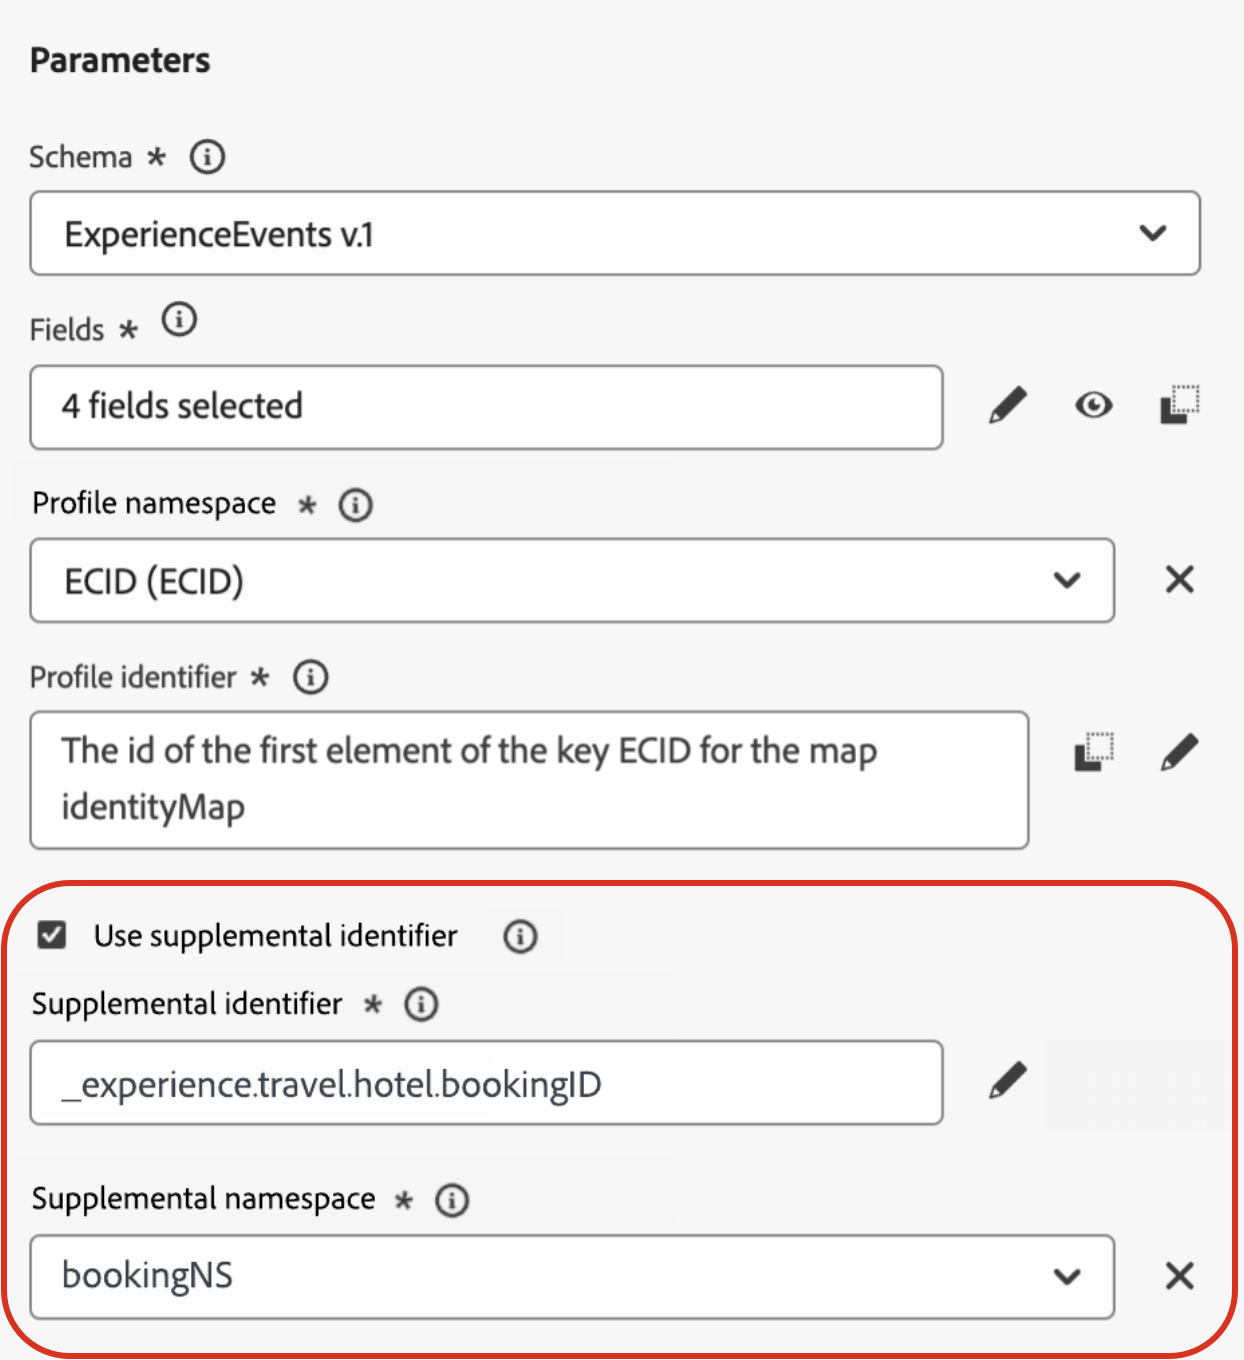 Parameters
Schema *
ExperienceEvents v.1
Fields *
4 fields selected
Profile namespace *
ECID (ECID)
Profile identifier *
The id of the first element of the key ECID for the map
identityMap
Use supplemental identifier
Supplemental identifier *
_experience.travel.hotel.bookingID
Supplemental namespace *
bookingNS